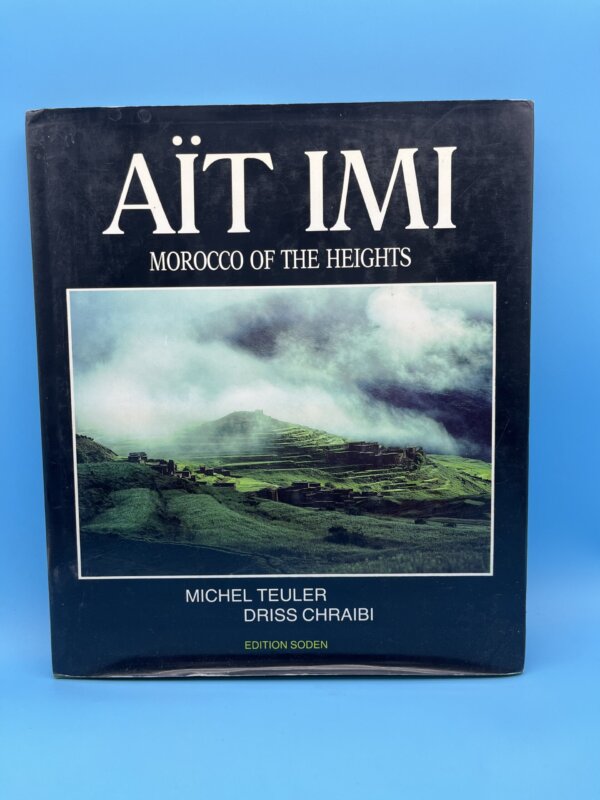 AÏT IMI
MOROCCO OF THE HEIGHTS
MICHEL TEULER
DRISS CHRAIBI
EDITION SODEN